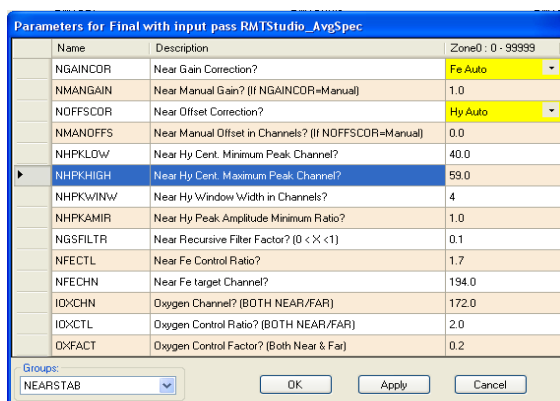 Parameters for Final with input pass RMTStudio_AvgSpec
Name Description Zone0 : 0 - 99999
NGAINCOR Near Gain Correction? Fe Auto
NMANGAIN Near Manual Gain? (If NGAINCOR=Manual) 1.0
NOFFSCOR Near Offset Correction? Hy Auto
NMANOFFS Near Manual Offset in Channels? (If NOFFSCOR=Manual) 0.0
NHPKLOW Near Hy Cent. Minimum Peak Channel? 40.0
NHPKHIGH Near Hy Cent. Maximum Peak Channel? 59.0
NHPKWINW Near Hy Window Width in Channels? 4
NHPKAMIR Near Hy Peak Amplitude Minimum Ratio? 1.0
NGSFILTR Near Recursive Filter Factor? (0 < X <1) 0.1
NFECTL Near Fe Control Ratio? 1.7
NFECHN Near Fe target Channel? 194.0
IOXCHN Oxygen Channel? (BOTH NEAR/FAR) 172.0
IOXCTL Oxygen Control Ratio? (BOTH NEAR/FAR) 2.0
OXFACT Oxygen Control Factor? (Both Near & Far) 0.2
Groups:
NEARSTAB OK Apply Cancel